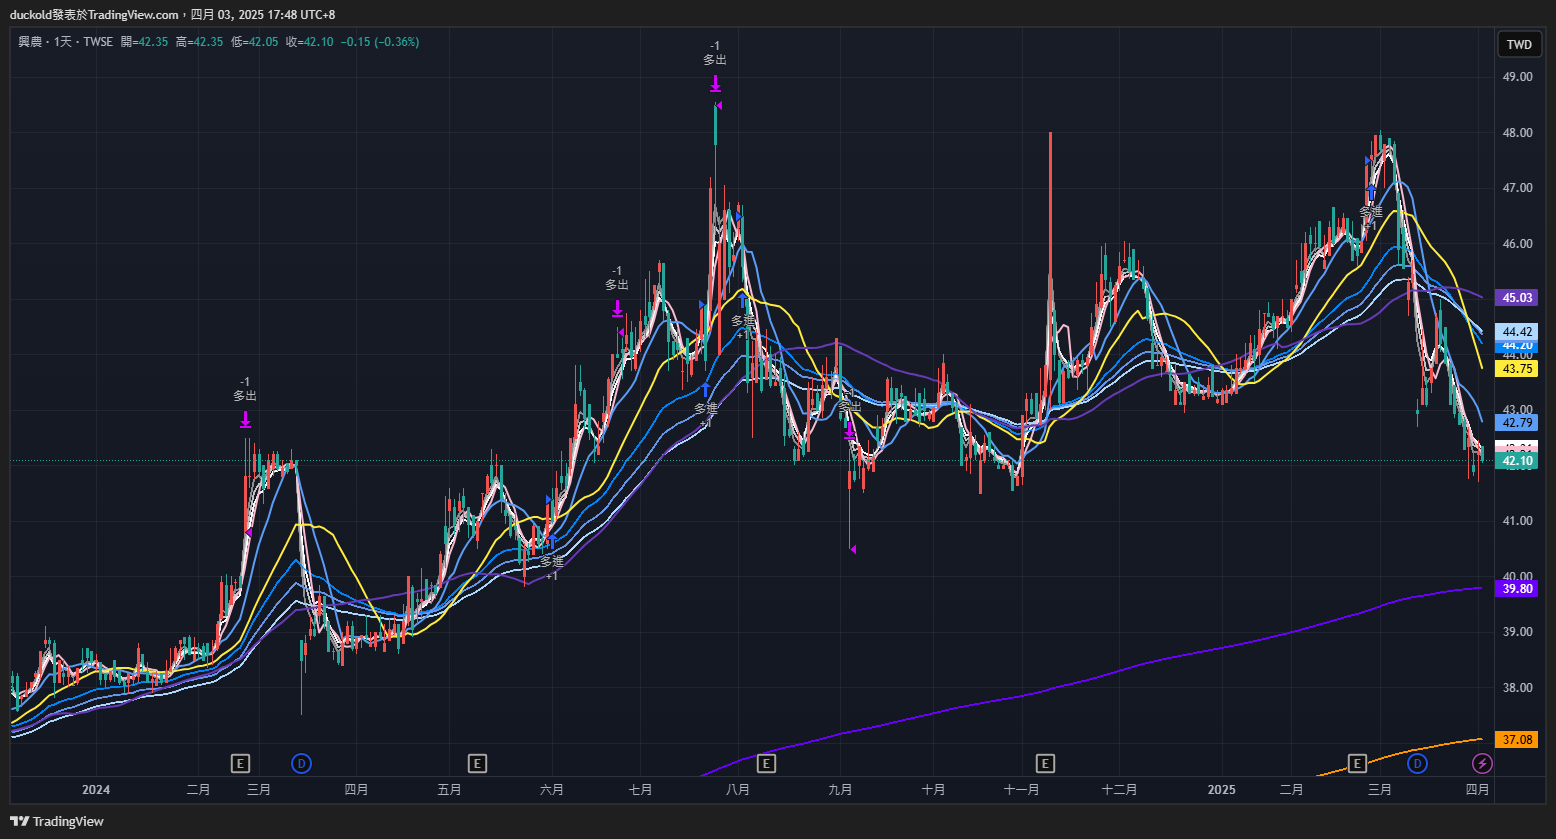 duckold發表於TradingView.com，四月 03, 2025 17:48 UTC+8
興農 · 1天 · TWSE 開=42.35 高=42.35 低=42.05 收=42.10 −0.15 (−0.36%)
TWD
-1
多出
-1
多出
-1
多出
多進
+1
多進
+1
多進
+1
-1
多出
多進
+1
49.00
48.00
47.00
46.00
45.03
44.42
44.20
44.00
43.75
43.00
42.79
42.10
41.00
40.00
39.80
39.00
38.00
37.08
E
D
E
E
E
E
D
2024
二月
三月
四月
五月
六月
七月
八月
九月
十月
十一月
十二月
2025
二月
三月
四月
TradingView